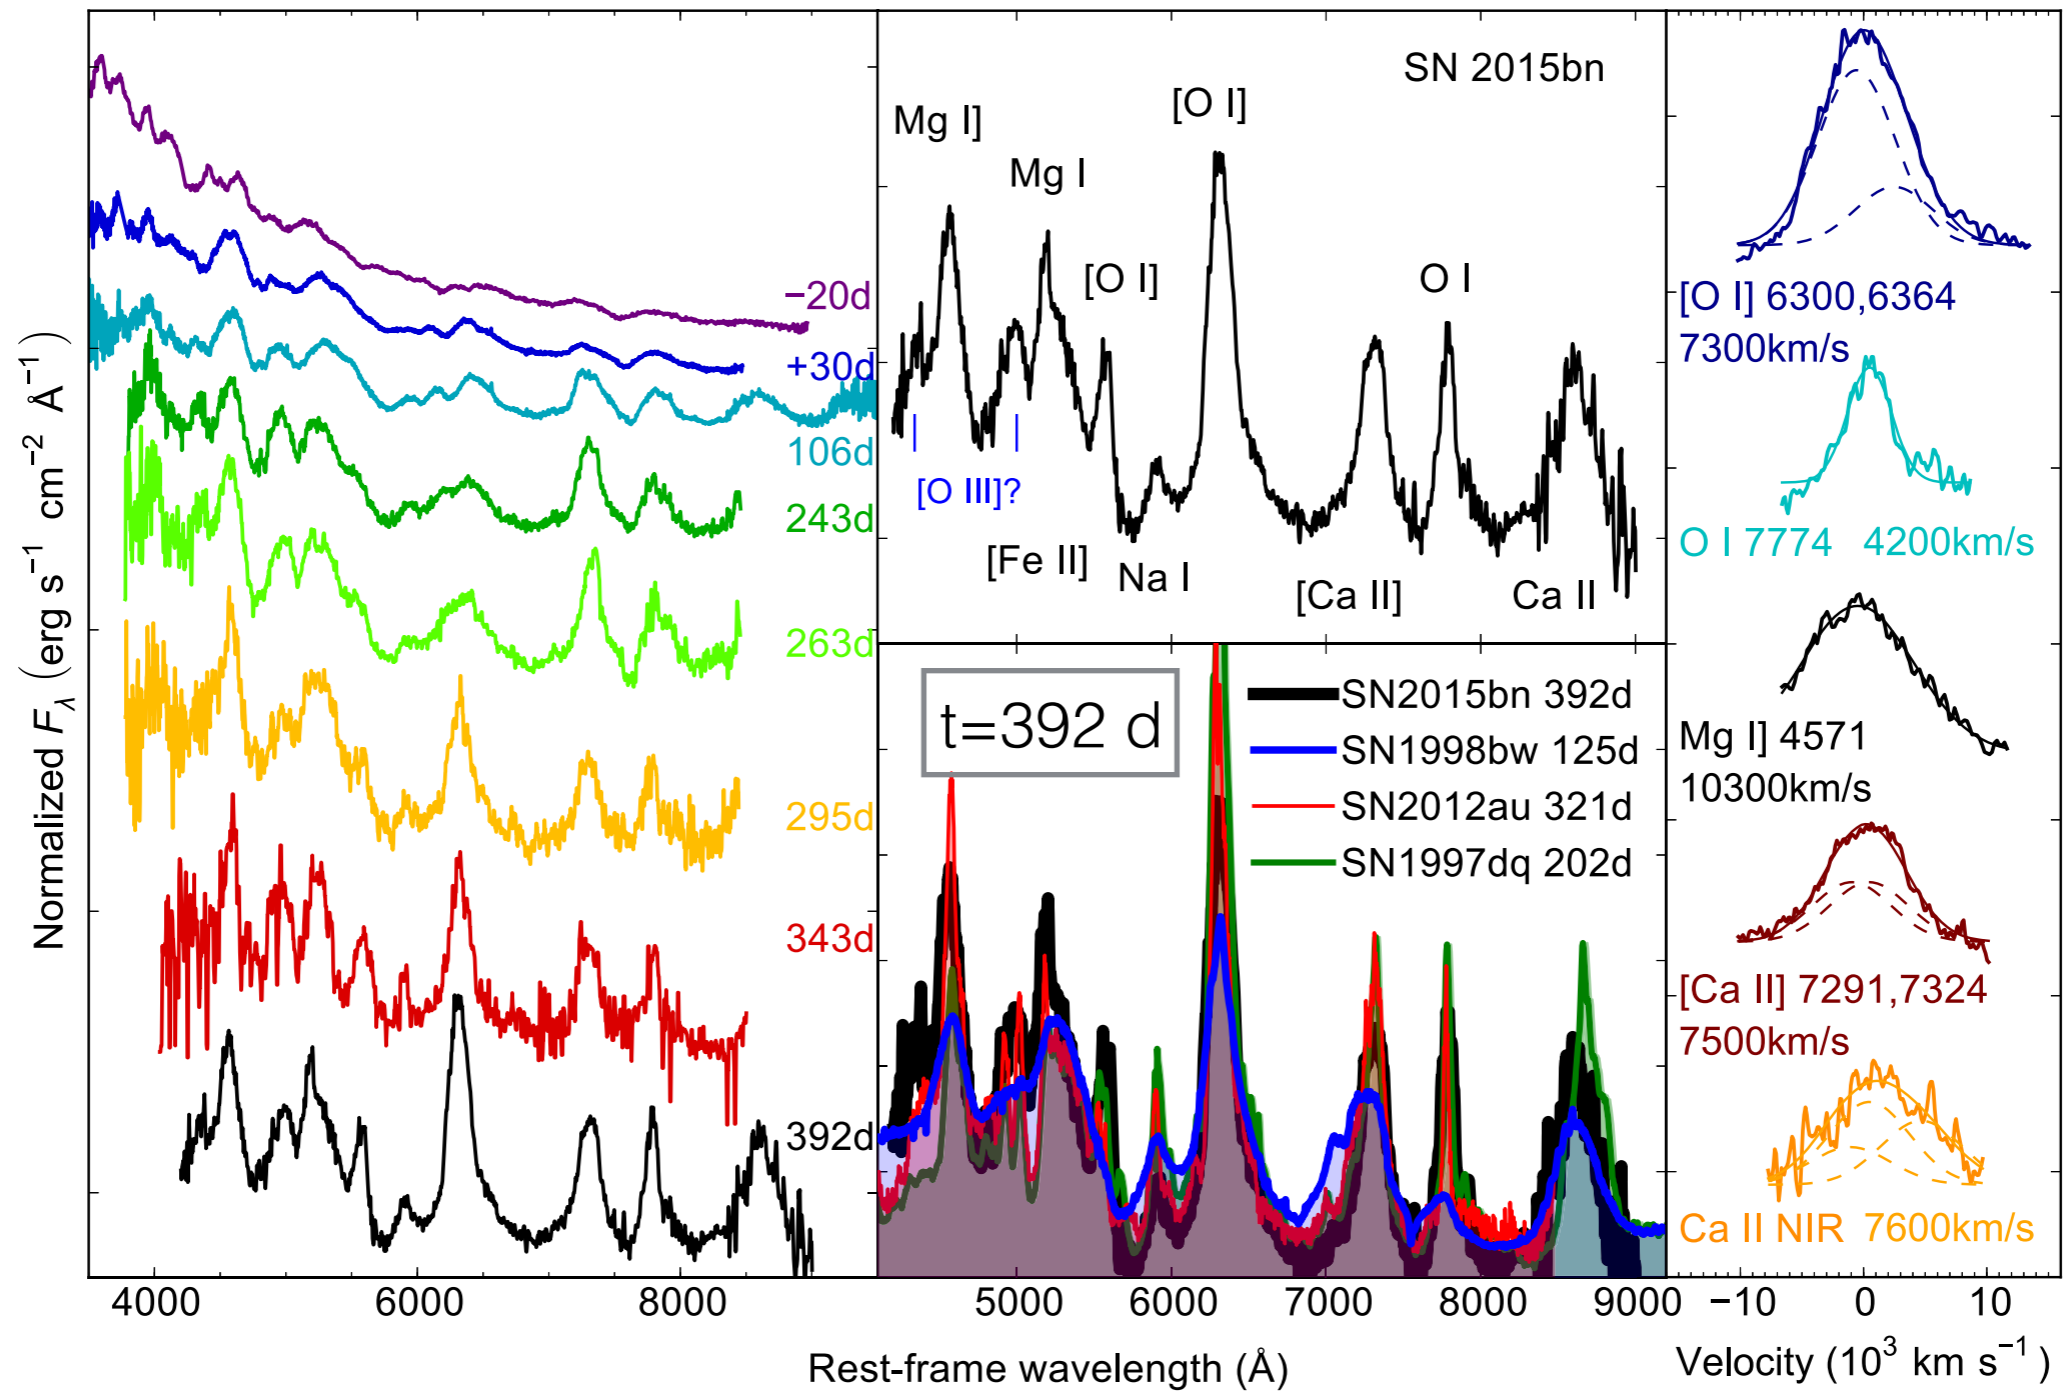 Normalized Fλ (erg s−1 cm−2 Å−1)
−20d
+30d
106d
243d
263d
295d
343d
392d
4000
6000
8000
SN 2015bn
Mg I]
Mg I
[O I]
[O I]
O I
[O III]?
[Fe II]
Na I
[Ca II]
Ca II
t=392 d
SN2015bn 392d
SN1998bw 125d
SN2012au 321d
SN1997dq 202d
5000
6000
7000
8000
9000
Rest-frame wavelength (Å)
[O I] 6300,6364
7300km/s
O I 7774 4200km/s
Mg I] 4571
10300km/s
[Ca II] 7291,7324
7500km/s
Ca II NIR 7600km/s
−10
0
10
Velocity (10³ km s−1)